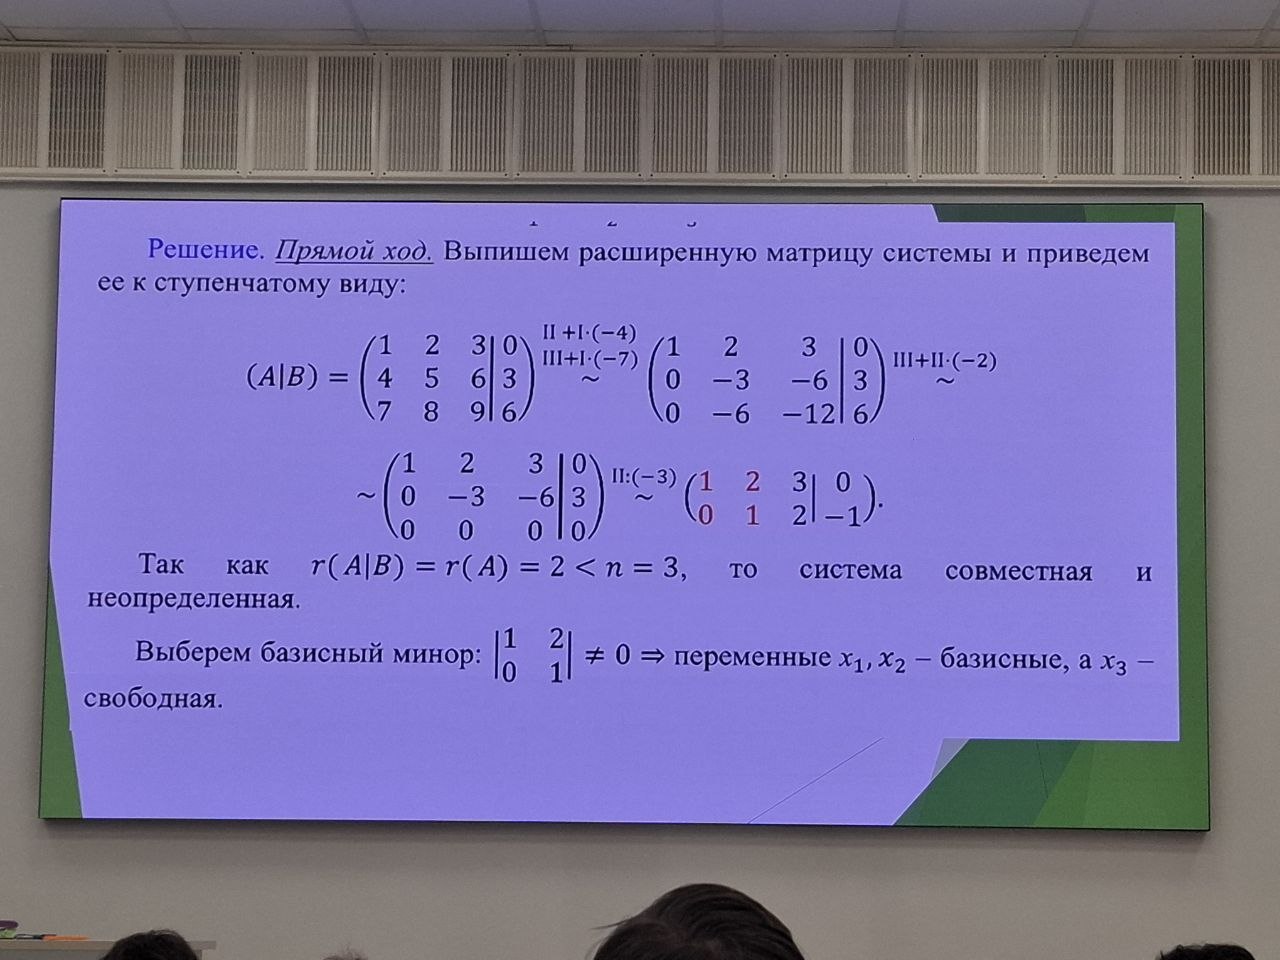 Решение. Прямой ход. Выпишем расширенную матрицу системы и приведем
ее к ступенчатому виду:
(A|B) = (1 2 3|0; 4 5 6|3; 7 8 9|6) II +I·(−4) III+I·(−7) ~ (1 2 3|0; 0 −3 −6|3; 0 −6 −12|6) III+II·(−2) ~
~ (1 2 3|0; 0 −3 −6|3; 0 0 0|0) II:(−3) ~ (1 2 3|0; 0 1 2|−1).
Так как r(A|B) = r(A) = 2 < n = 3, то система совместная и
неопределенная.
Выберем базисный минор: |1 2; 0 1| ≠ 0 ⇒ переменные x₁, x₂ − базисные, а x₃ −
свободная.